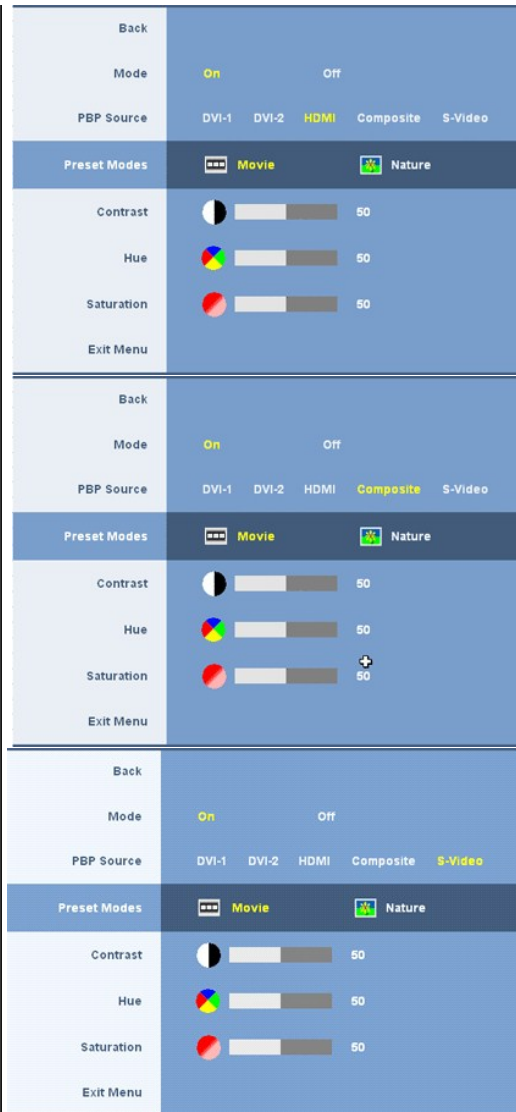 Back
Mode On Off
PBP Source DVI-1 DVI-2 HDMI Composite S-Video
Preset Modes Movie Nature
Contrast 50
Hue 50
Saturation 50
Exit Menu
Back
Mode On Off
PBP Source DVI-1 DVI-2 HDMI Composite S-Video
Preset Modes Movie Nature
Contrast 50
Hue 50
Saturation 50
Exit Menu
Back
Mode On Off
PBP Source DVI-1 DVI-2 HDMI Composite S-Video
Preset Modes Movie Nature
Contrast 50
Hue 50
Saturation 50
Exit Menu